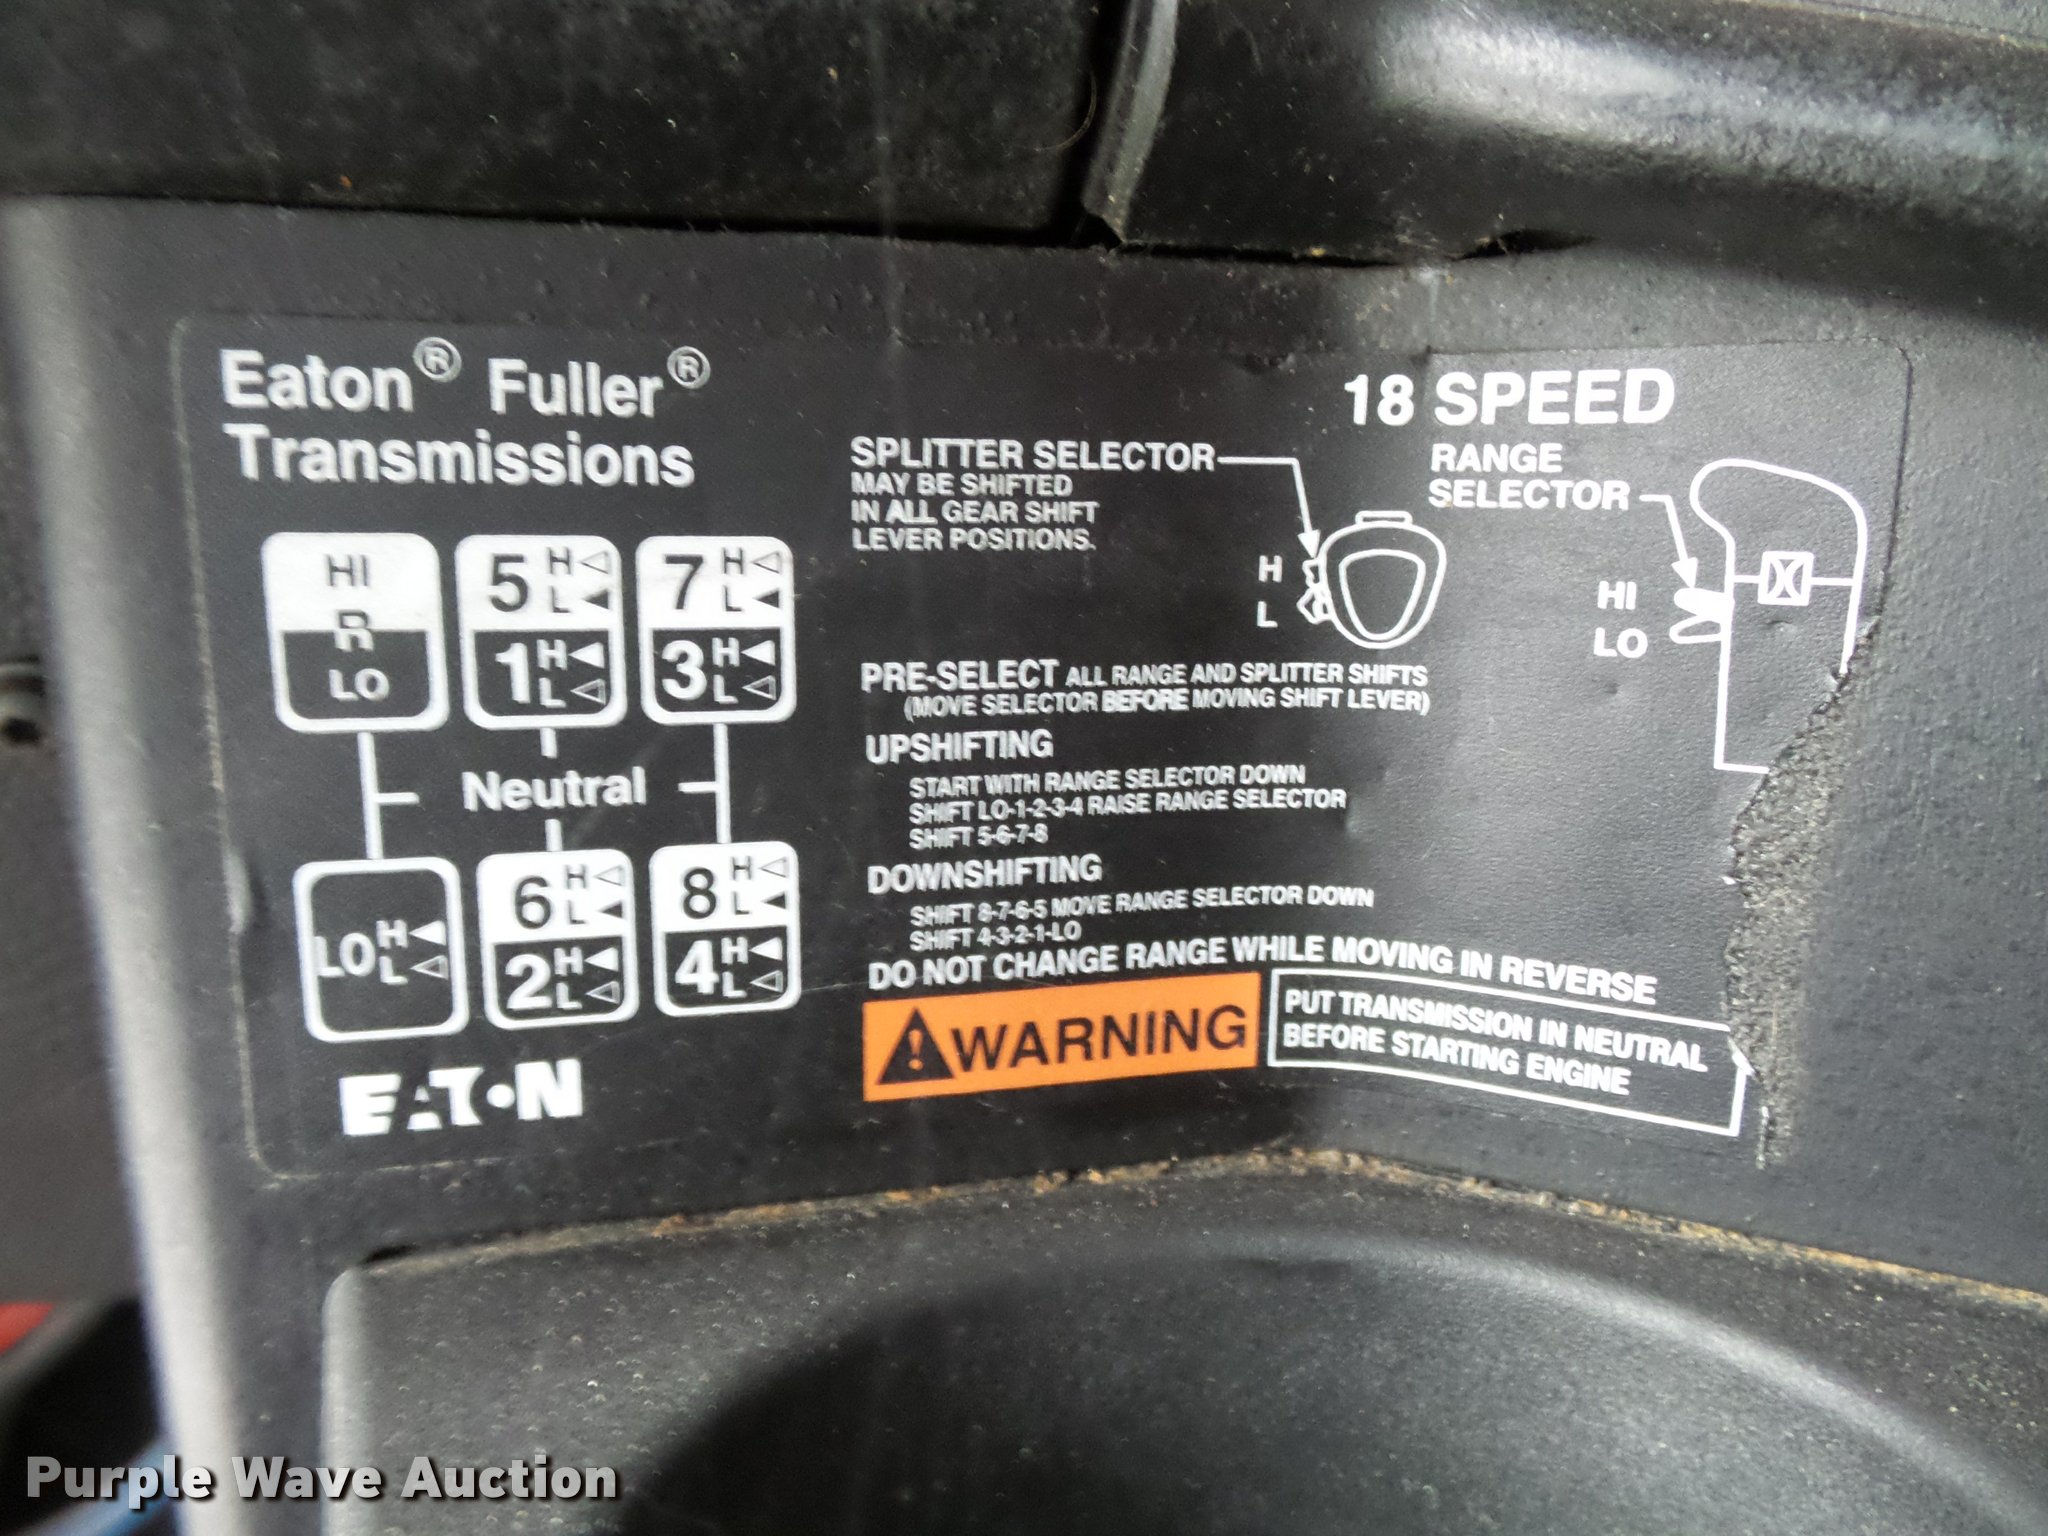 Eaton® Fuller®
Transmissions
18 SPEED
SPLITTER SELECTOR
MAY BE SHIFTED
IN ALL GEAR SHIFT
LEVER POSITIONS.
H
L
RANGE
SELECTOR
HI
LO
HI
R
LO
5 H L
1 H L
7 H L
3 H L
Neutral
LO H L
6 H L
2 H L
8 H L
4 H L
EATON
PRE-SELECT ALL RANGE AND SPLITTER SHIFTS
(MOVE SELECTOR BEFORE MOVING SHIFT LEVER)
UPSHIFTING
START WITH RANGE SELECTOR DOWN
SHIFT LO-1-2-3-4 RAISE RANGE SELECTOR
SHIFT 5-6-7-8
DOWNSHIFTING
SHIFT 8-7-6-5 MOVE RANGE SELECTOR DOWN
SHIFT 4-3-2-1-LO
DO NOT CHANGE RANGE WHILE MOVING IN REVERSE
WARNING
PUT TRANSMISSION IN NEUTRAL
BEFORE STARTING ENGINE
Purple Wave Auction